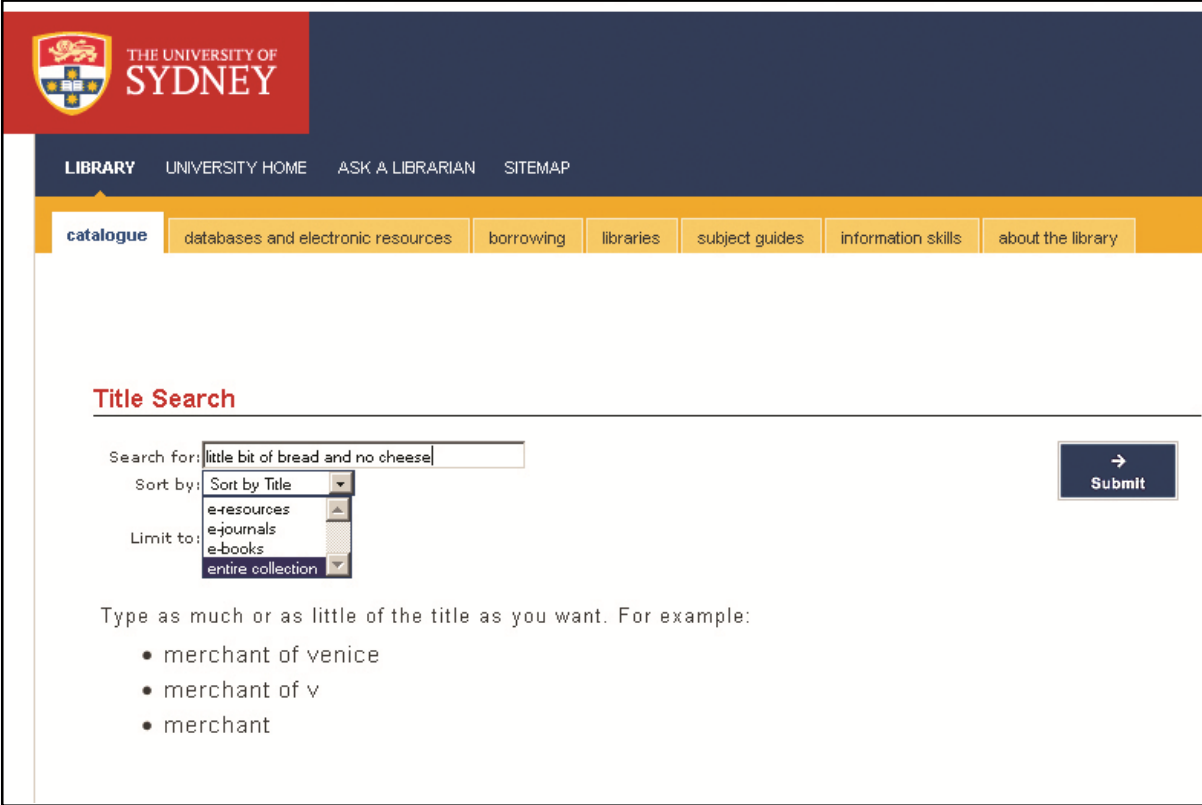 THE UNIVERSITY OF
SYDNEY
LIBRARY UNIVERSITY HOME ASK A LIBRARIAN SITEMAP
catalogue databases and electronic resources borrowing libraries subject guides information skills about the library
Title Search
Search for: little bit of bread and no cheese
→ Submit
Sort by: Sort by Title
Limit to:
e-resources
e-journals
e-books
entire collection
Type as much or as little of the title as you want. For example:
• merchant of venice
• merchant of v
• merchant